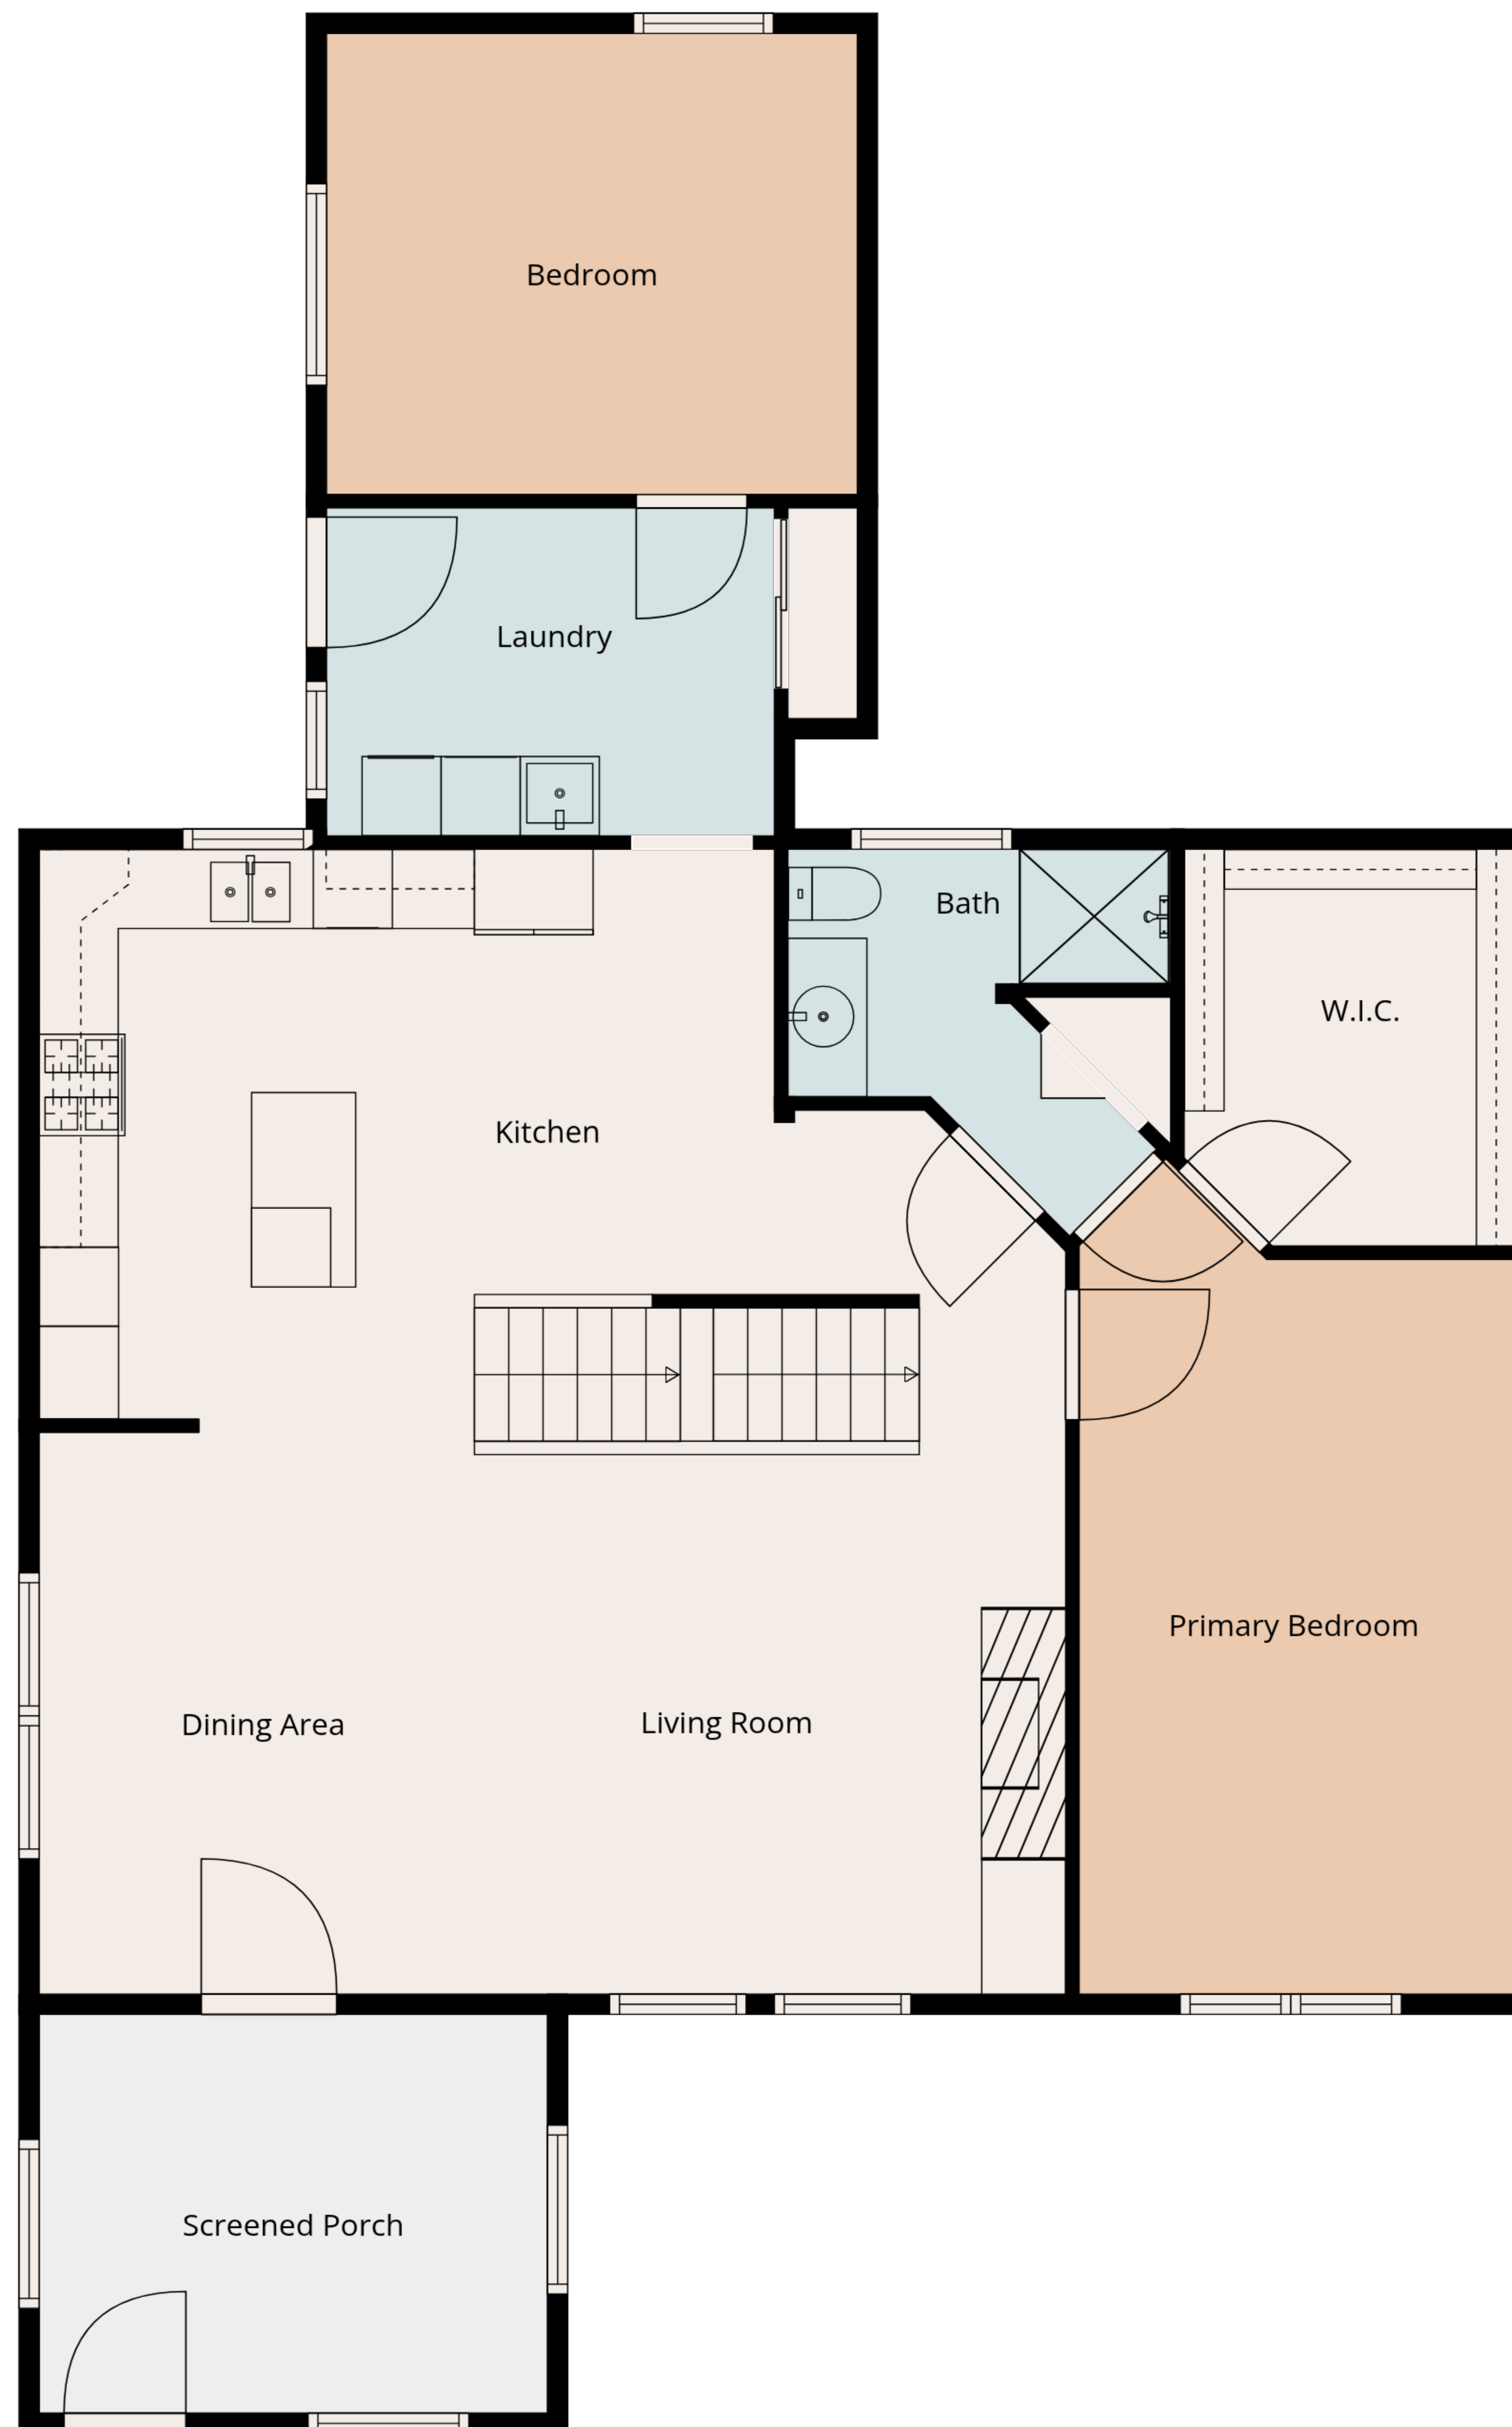 Bedroom
Laundry
Bath
W.I.C.
Kitchen
Primary Bedroom
Dining Area
Living Room
Screened Porch